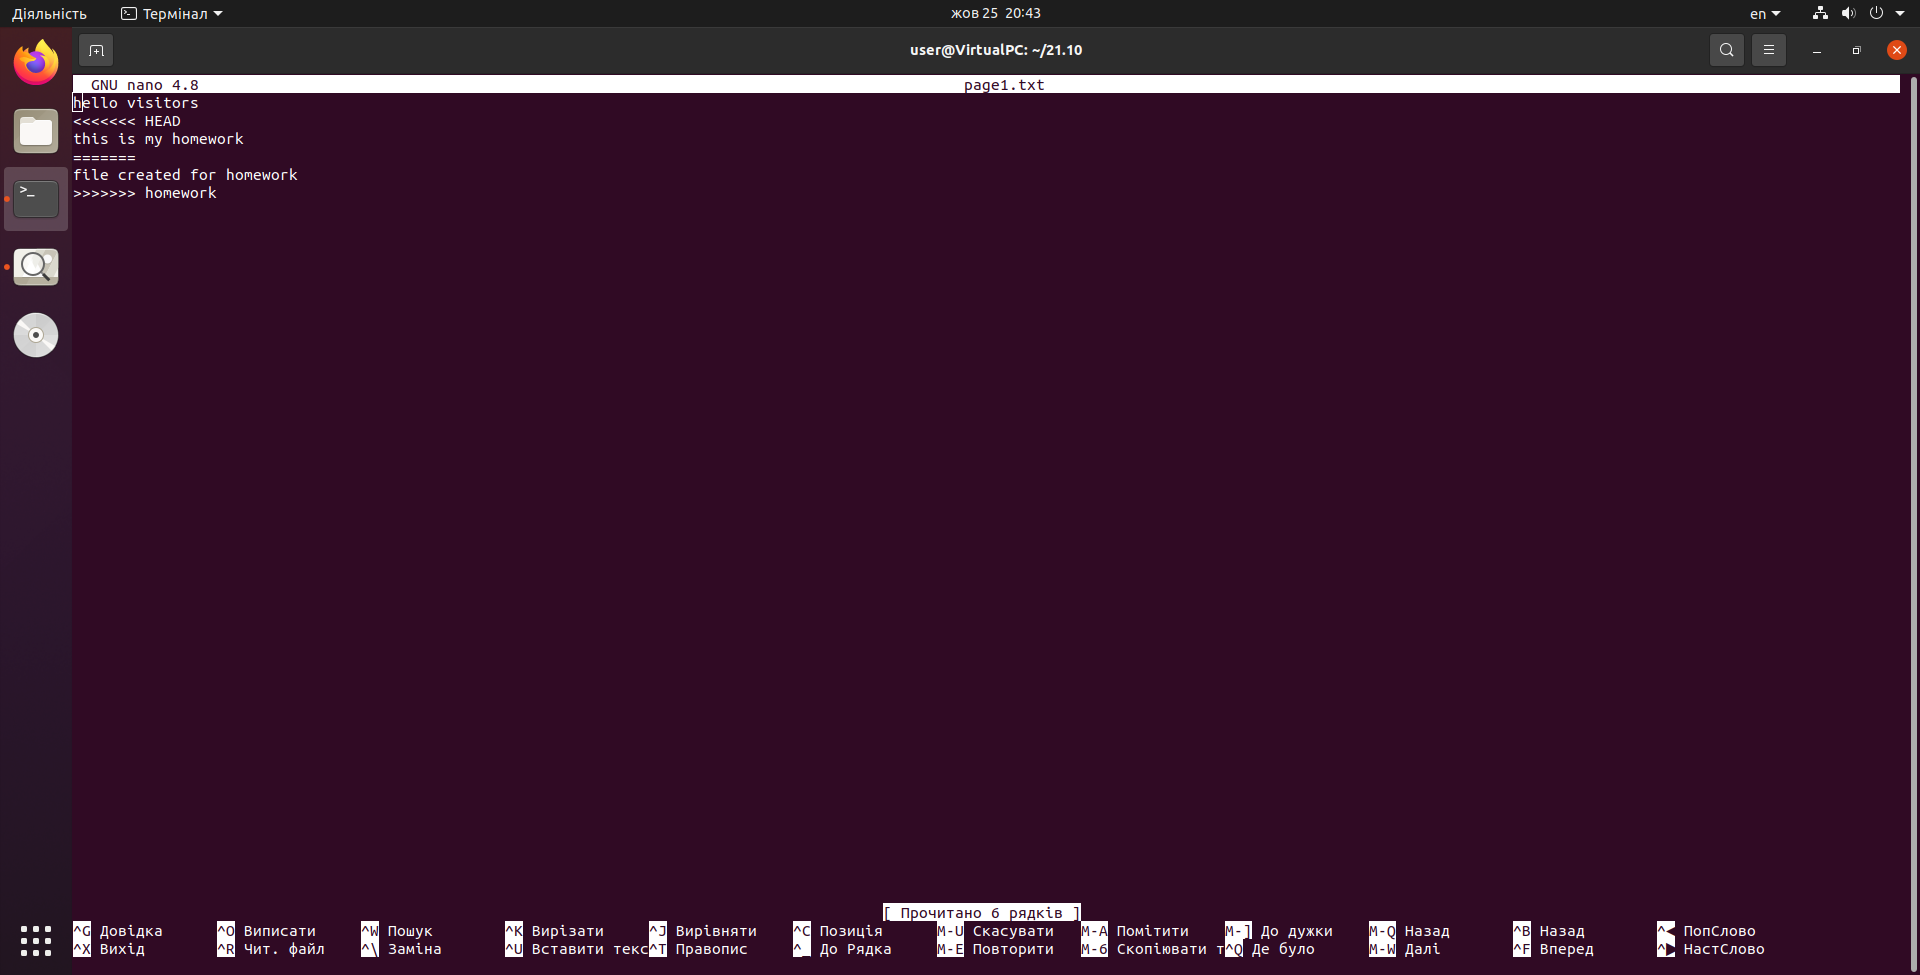 Діяльність Термінал жов 25 20:43 en
user@VirtualPC: ~/21.10
GNU nano 4.8 page1.txt
hello visitors
<<<<<<< HEAD
this is my homework
=======
file created for homework
>>>>>>> homework
[ Прочитано 6 рядків ]
^G Довідка ^O Виписати ^W Пошук ^K Вирізати ^J Вирівняти ^C Позиція M-U Скасувати M-A Помітити M-] До дужки M-Q Назад ^B Назад ^◀ ПопСлово
^X Вихід ^R Чит. файл ^\ Заміна ^U Вставити текс^T Правопис ^_ До Рядка M-E Повторити M-6 Скопіювати т^Q Де було M-W Далі ^F Вперед ^▶ НастСлово